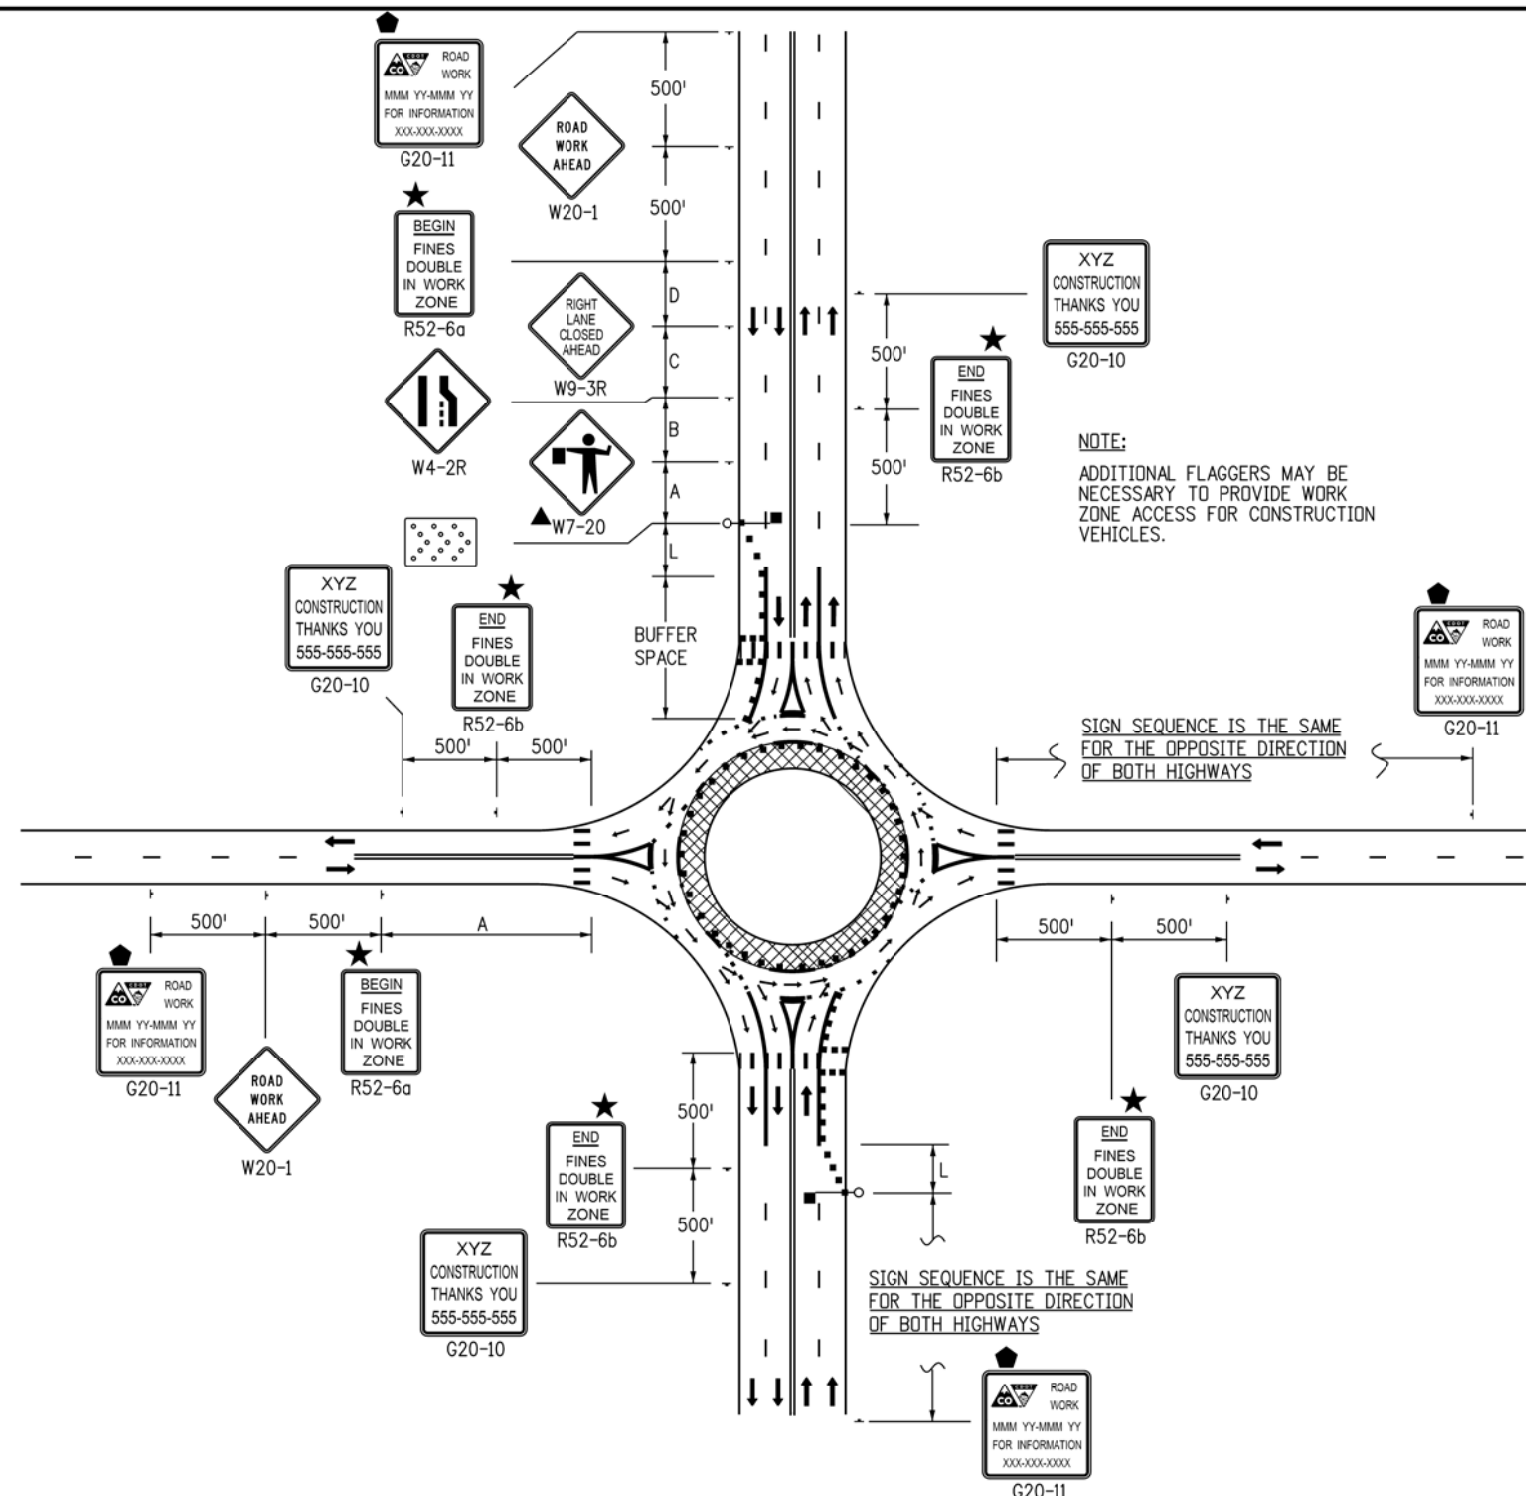 CO
CDOT
ROAD
WORK
MMM YY-MMM YY
FOR INFORMATION
XXX-XXX-XXXX
G20-11
ROAD
WORK
AHEAD
W20-1
500'
500'
BEGIN
FINES
DOUBLE
IN WORK
ZONE
R52-6a
RIGHT
LANE
CLOSED
AHEAD
W9-3R
D
C
B
A
L
W4-2R
W7-20
BUFFER
SPACE
XYZ
CONSTRUCTION
THANKS YOU
555-555-555
G20-10
500'
500'
END
FINES
DOUBLE
IN WORK
ZONE
R52-6b
NOTE:
ADDITIONAL FLAGGERS MAY BE
NECESSARY TO PROVIDE WORK
ZONE ACCESS FOR CONSTRUCTION
VEHICLES.
XYZ
CONSTRUCTION
THANKS YOU
555-555-555
G20-10
END
FINES
DOUBLE
IN WORK
ZONE
R52-6b
500'
500'
SIGN SEQUENCE IS THE SAME
FOR THE OPPOSITE DIRECTION
OF BOTH HIGHWAYS
CO
CDOT
ROAD
WORK
MMM YY-MMM YY
FOR INFORMATION
XXX-XXX-XXXX
G20-11
500'
500'
A
CO
CDOT
ROAD
WORK
MMM YY-MMM YY
FOR INFORMATION
XXX-XXX-XXXX
G20-11
ROAD
WORK
AHEAD
W20-1
BEGIN
FINES
DOUBLE
IN WORK
ZONE
R52-6a
500'
500'
XYZ
CONSTRUCTION
THANKS YOU
555-555-555
G20-10
END
FINES
DOUBLE
IN WORK
ZONE
R52-6b
500'
500'
END
FINES
DOUBLE
IN WORK
ZONE
R52-6b
XYZ
CONSTRUCTION
THANKS YOU
555-555-555
G20-10
L
SIGN SEQUENCE IS THE SAME
FOR THE OPPOSITE DIRECTION
OF BOTH HIGHWAYS
CO
CDOT
ROAD
WORK
MMM YY-MMM YY
FOR INFORMATION
XXX-XXX-XXXX
G20-11